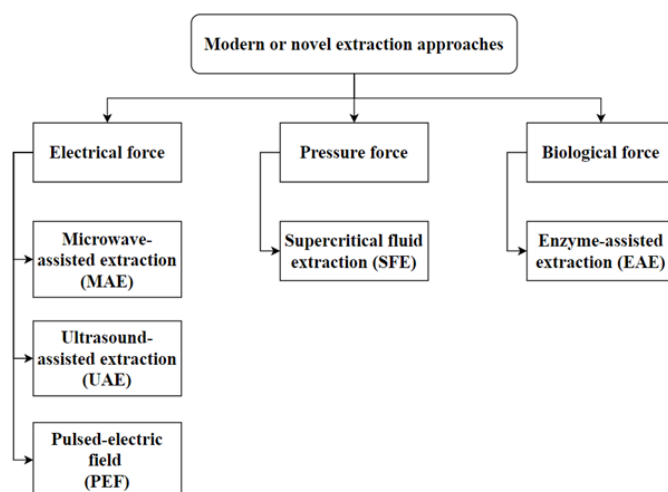 Modern or novel extraction approaches
Electrical force
Pressure force
Biological force
Microwave-
assisted extraction
(MAE)
Supercritical fluid
extraction (SFE)
Enzyme-assisted
extraction (EAE)
Ultrasound-
assisted extraction
(UAE)
Pulsed-electric
field
(PEF)